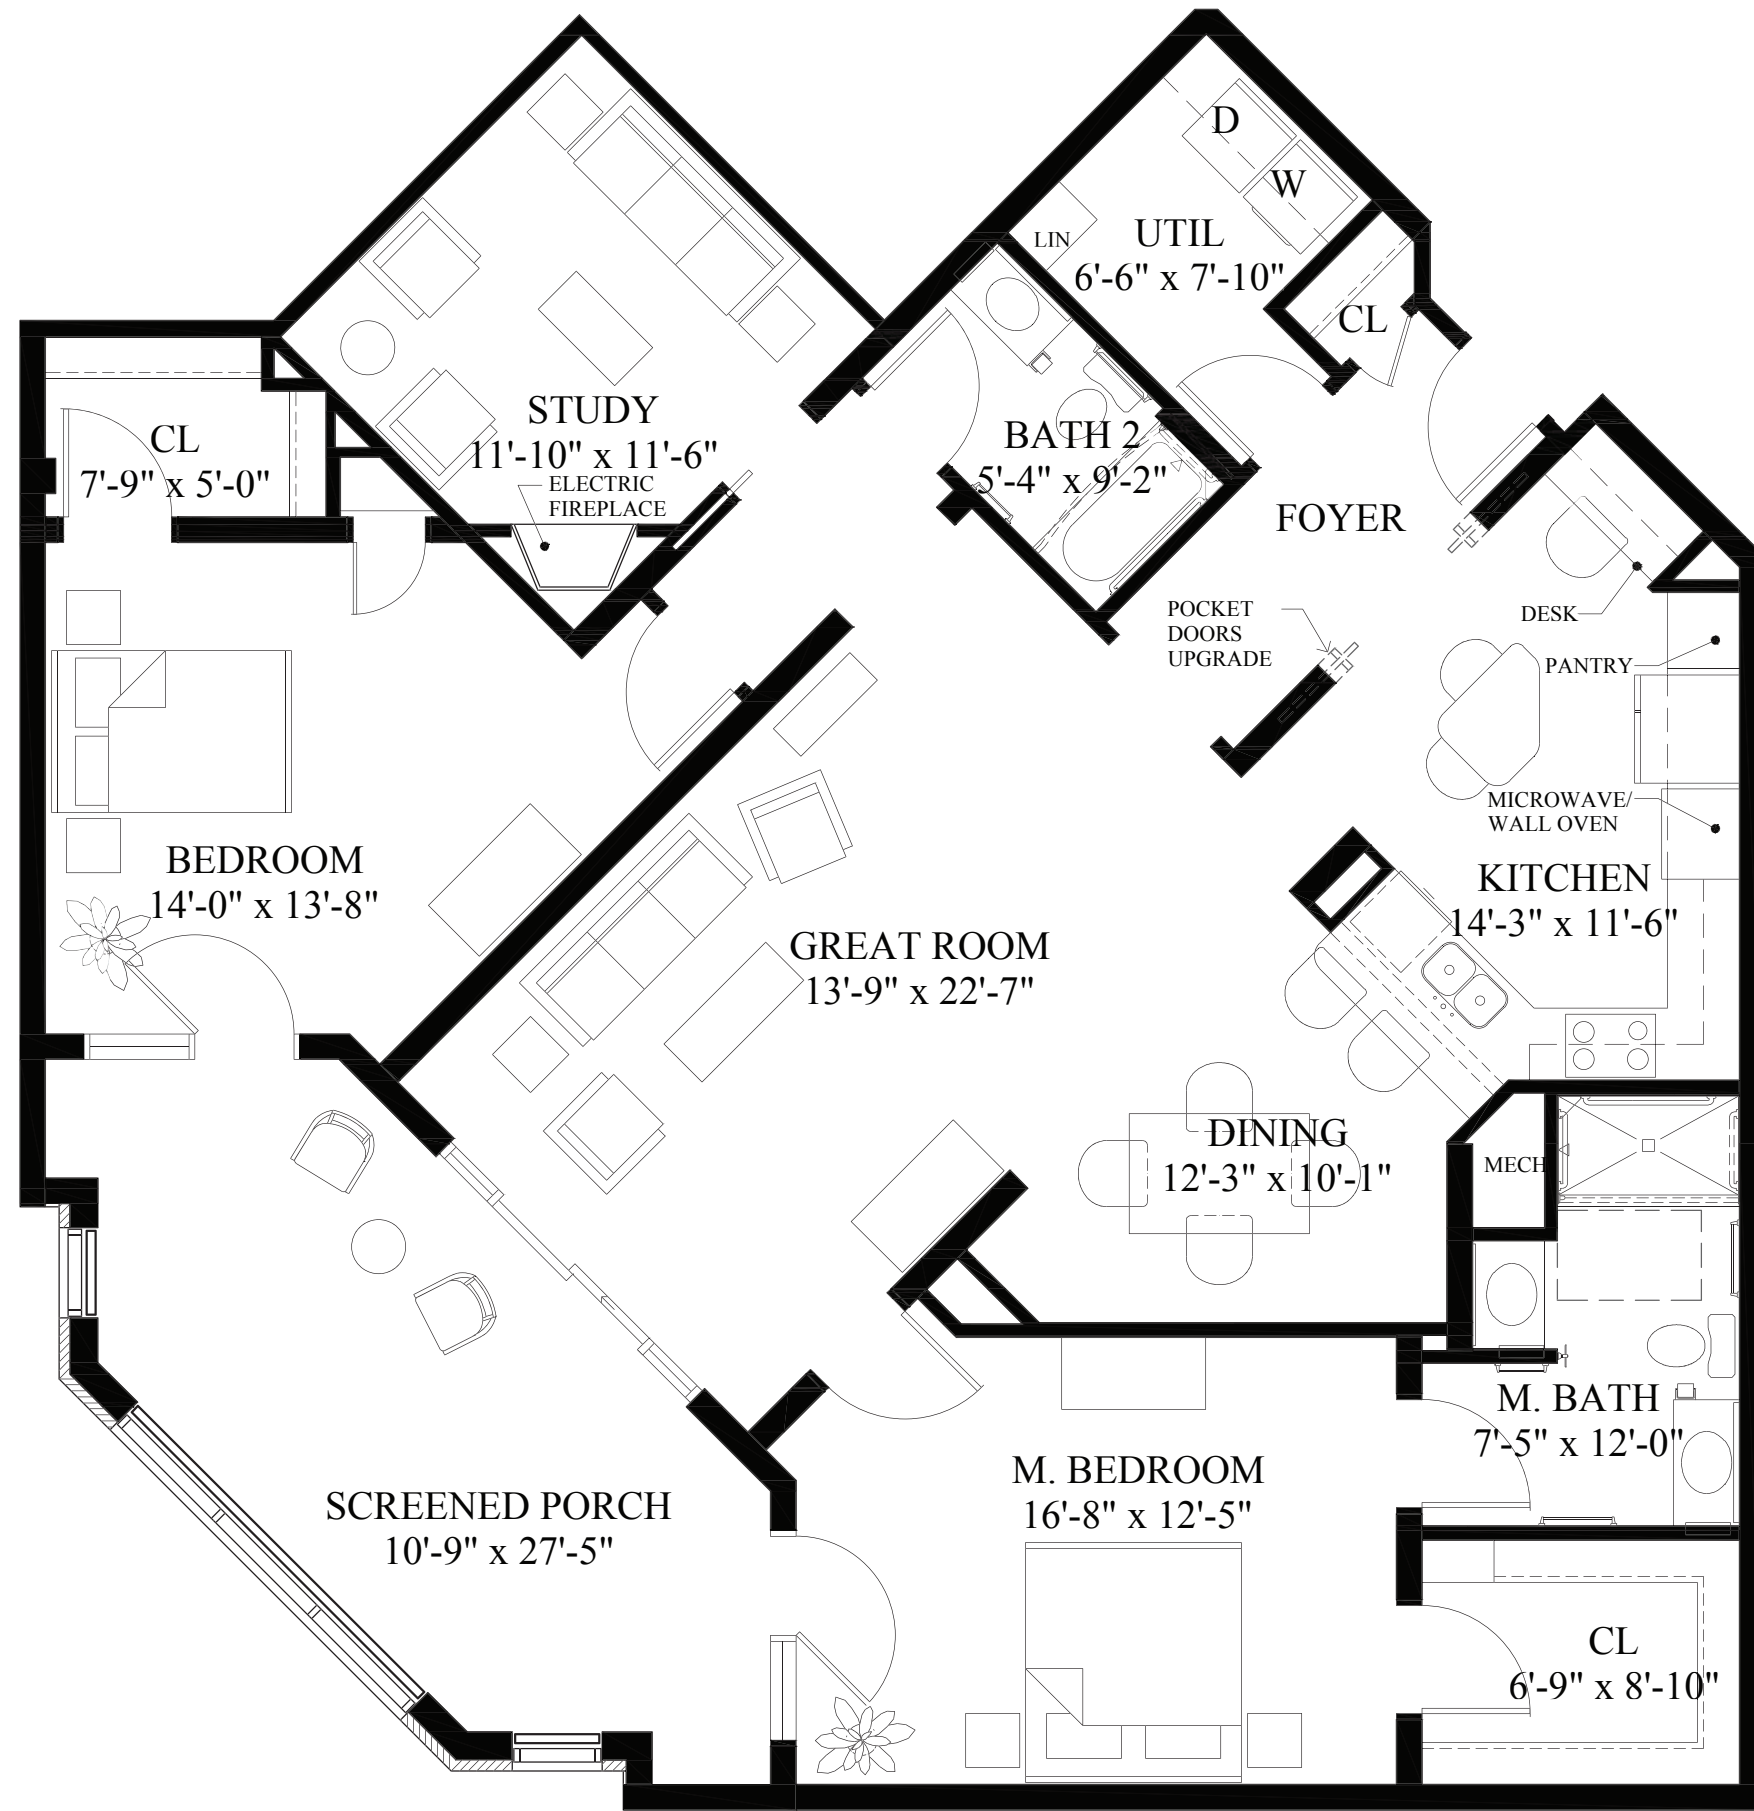 D
W
LIN
UTIL
6'-6" x 7'-10"
CL
STUDY
11'-10" x 11'-6"
ELECTRIC
FIREPLACE
CL
7'-9" x 5'-0"
BATH 2
5'-4" x 9'-2"
FOYER
POCKET
DOORS
UPGRADE
DESK
PANTRY
MICROWAVE/
WALL OVEN
KITCHEN
14'-3" x 11'-6"
BEDROOM
14'-0" x 13'-8"
GREAT ROOM
13'-9" x 22'-7"
DINING
12'-3" x 10'-1"
MECH
M. BATH
7'-5" x 12'-0"
M. BEDROOM
16'-8" x 12'-5"
SCREENED PORCH
10'-9" x 27'-5"
CL
6'-9" x 8'-10"